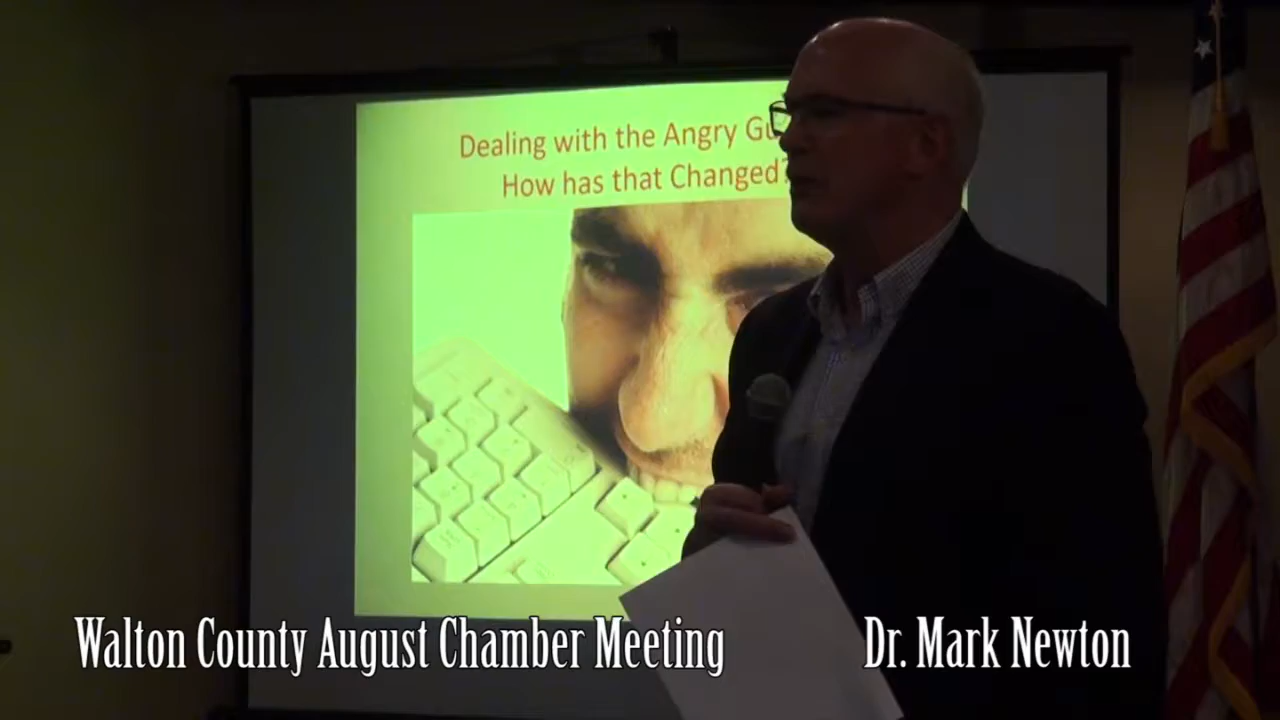 Dealing with the Angry
How has that Changed?
Walton County August Chamber Meeting
Dr. Mark Newton